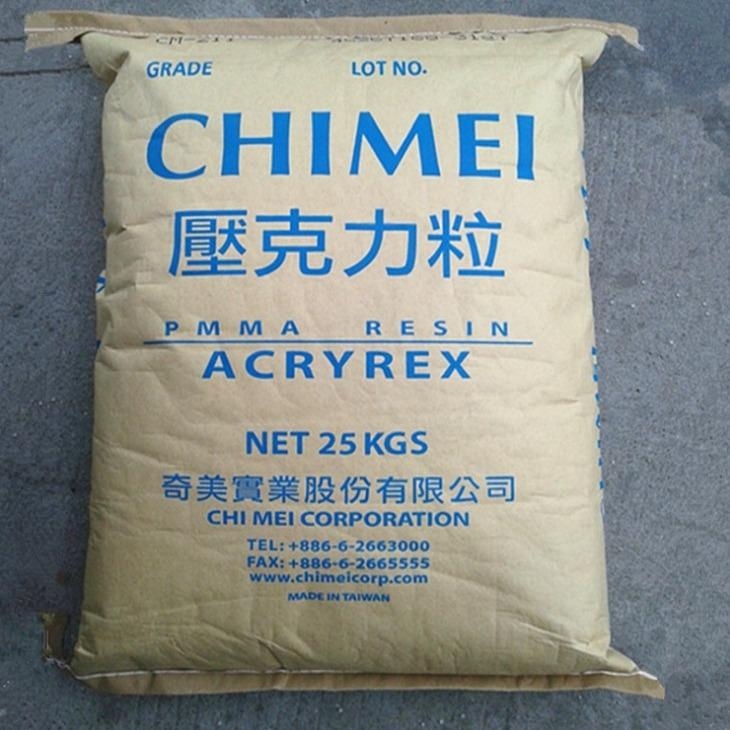 CM-211
GRADE LOT NO.
CHIMEI
壓克力粒
PMMA RESIN
ACRYREX
NET 25 KGS
奇美實業股份有限公司
CHI MEI CORPORATION
TEL: +886-6-2663000
FAX: +886-6-2665555
www.chimeicorp.com
MADE IN TAIWAN